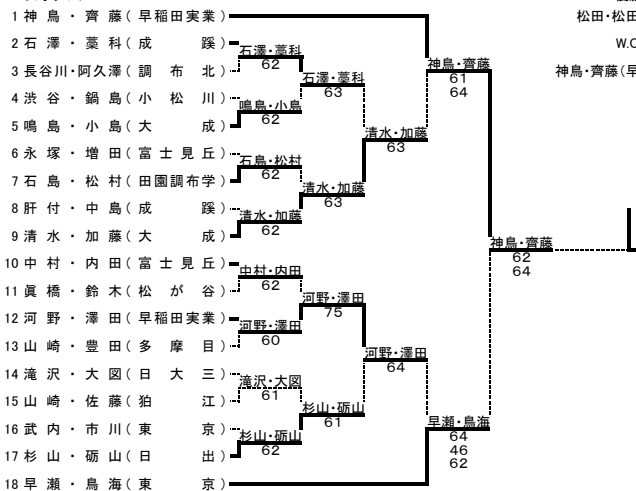 1 神鳥・齊藤(早稲田実業)
2 石澤・藁科(成蹊)
3 長谷川・阿久澤(調布北)
4 渋谷・鍋島(小松川)
5 鳴島・小島(大成)
6 永塚・増田(富士見丘)
7 石島・松村(田園調布学)
8 肝付・中島(成蹊)
9 清水・加藤(大成)
10 中村・内田(富士見丘)
11 眞橋・鈴木(松が谷)
12 河野・澤田(早稲田実業)
13 山崎・豊田(多摩目)
14 滝沢・大図(日大三)
15 山崎・佐藤(狛江)
16 武内・市川(東京)
17 杉山・砺山(日出)
18 早瀬・鳥海(東京)
石澤・藁科
62
鳴島・小島
62
石島・松村
62
清水・加藤
62
中村・内田
62
河野・澤田
60
滝沢・大図
61
杉山・砺山
62
石澤・藁科
63
清水・加藤
63
河野・澤田
75
杉山・砺山
61
清水・加藤
63
河野・澤田
64
神鳥・齊藤
61
64
早瀬・鳥海
64
46
62
神鳥・齊藤
62
64
松田・松田
W.O
神鳥・齊藤(早